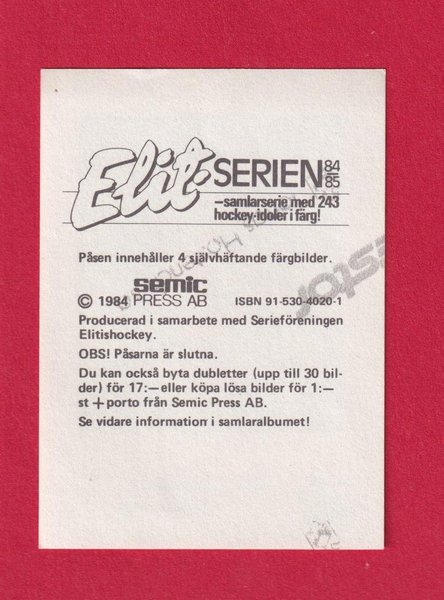 Elit-SERIEN 84 85
—samlarserie med 243
hockey-idoler i färg!
Påsen innehåller 4 självhäftande färgbilder.
semic
© 1984 PRESS AB ISBN 91-530-4020-1
Producerad i samarbete med Serieföreningen
Elitishockey.
OBS! Påsarna är slutna.
Du kan också byta dubletter (upp till 30 bil-
der) för 17:— eller köpa lösa bilder för 1:—
st + porto från Semic Press AB.
Se vidare information i samlaralbumet!